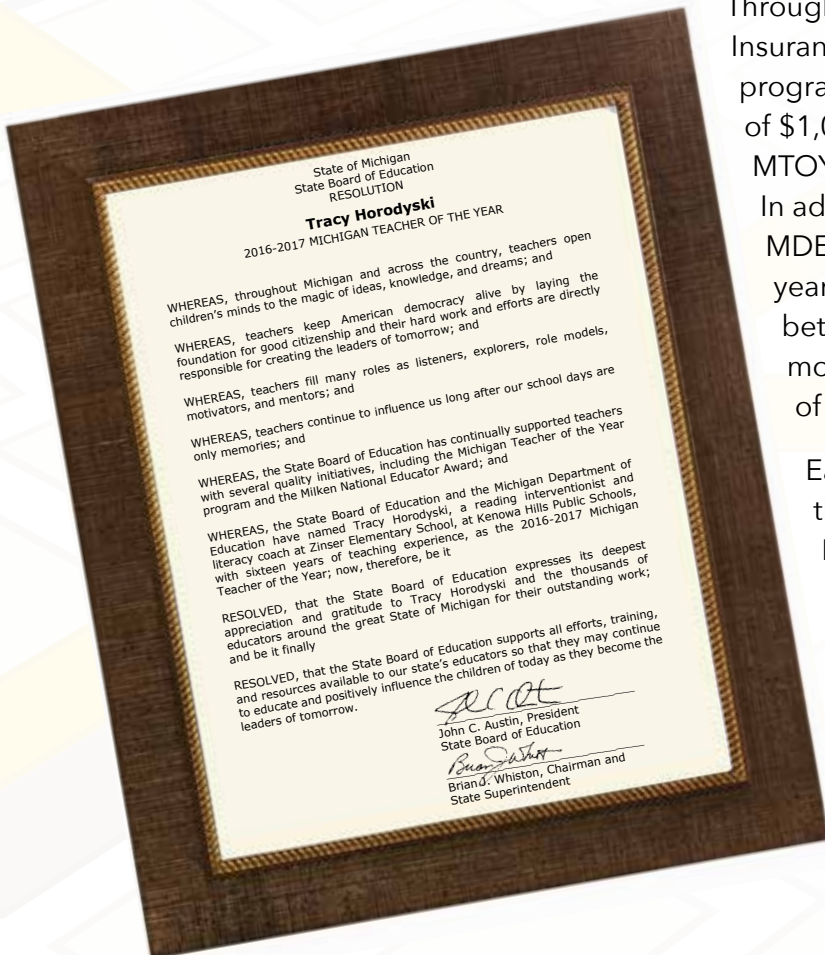 State of Michigan
State Board of Education
RESOLUTION
Tracy Horodyski
2016-2017 MICHIGAN TEACHER OF THE YEAR
WHEREAS, throughout Michigan and across the country, teachers open
children's minds to the magic of ideas, knowledge, and dreams; and
WHEREAS, teachers keep American democracy alive by laying the
foundation for good citizenship and their hard work and efforts are directly
responsible for creating the leaders of tomorrow; and
WHEREAS, teachers fill many roles as listeners, explorers, role models,
motivators, and mentors; and
WHEREAS, teachers continue to influence us long after our school days are
only memories; and
WHEREAS, the State Board of Education has continually supported teachers
with several quality initiatives, including the Michigan Teacher of the Year
program and the Milken National Educator Award; and
WHEREAS, the State Board of Education and the Michigan Department of
Education have named Tracy Horodyski, a reading interventionist and
literacy coach at Zinser Elementary School, at Kenowa Hills Public Schools,
with sixteen years of teaching experience, as the 2016-2017 Michigan
Teacher of the Year; now, therefore, be it
RESOLVED, that the State Board of Education expresses its deepest
appreciation and gratitude to Tracy Horodyski and the thousands of
educators around the great State of Michigan for their outstanding work;
and be it finally
RESOLVED, that the State Board of Education supports all efforts, training,
and resources available to our state's educators so that they may continue
to educate and positively influence the children of today as they become the
leaders of tomorrow.
John C. Austin, President
State Board of Education
Brian J. Whiston, Chairman and
State Superintendent
Through
Insuran
progra
of $1,0
MTOY
In ad
MDE
year
bet
mo
of
Ea
t